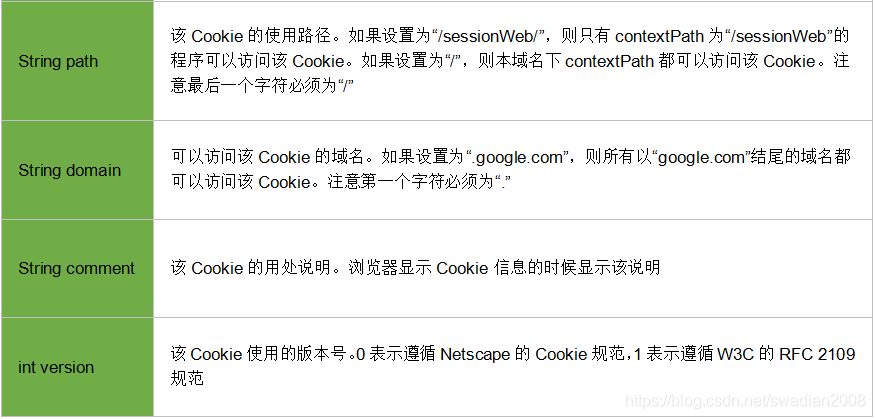 String path
该 Cookie 的使用路径。如果设置为“/sessionWeb/”，则只有 contextPath 为“/sessionWeb”的
程序可以访问该 Cookie。如果设置为“/”，则本域名下 contextPath 都可以访问该 Cookie。注
意最后一个字符必须为“/”
String domain
可以访问该 Cookie 的域名。如果设置为“.google.com”，则所有以“google.com”结尾的域名都
可以访问该 Cookie。注意第一个字符必须为“.”
String comment
该 Cookie 的用处说明。浏览器显示 Cookie 信息的时候显示该说明
int version
该 Cookie 使用的版本号。0 表示遵循 Netscape 的 Cookie 规范，1 表示遵循 W3C 的 RFC 2109
规范
https://blog.csdn.net/swadian2008